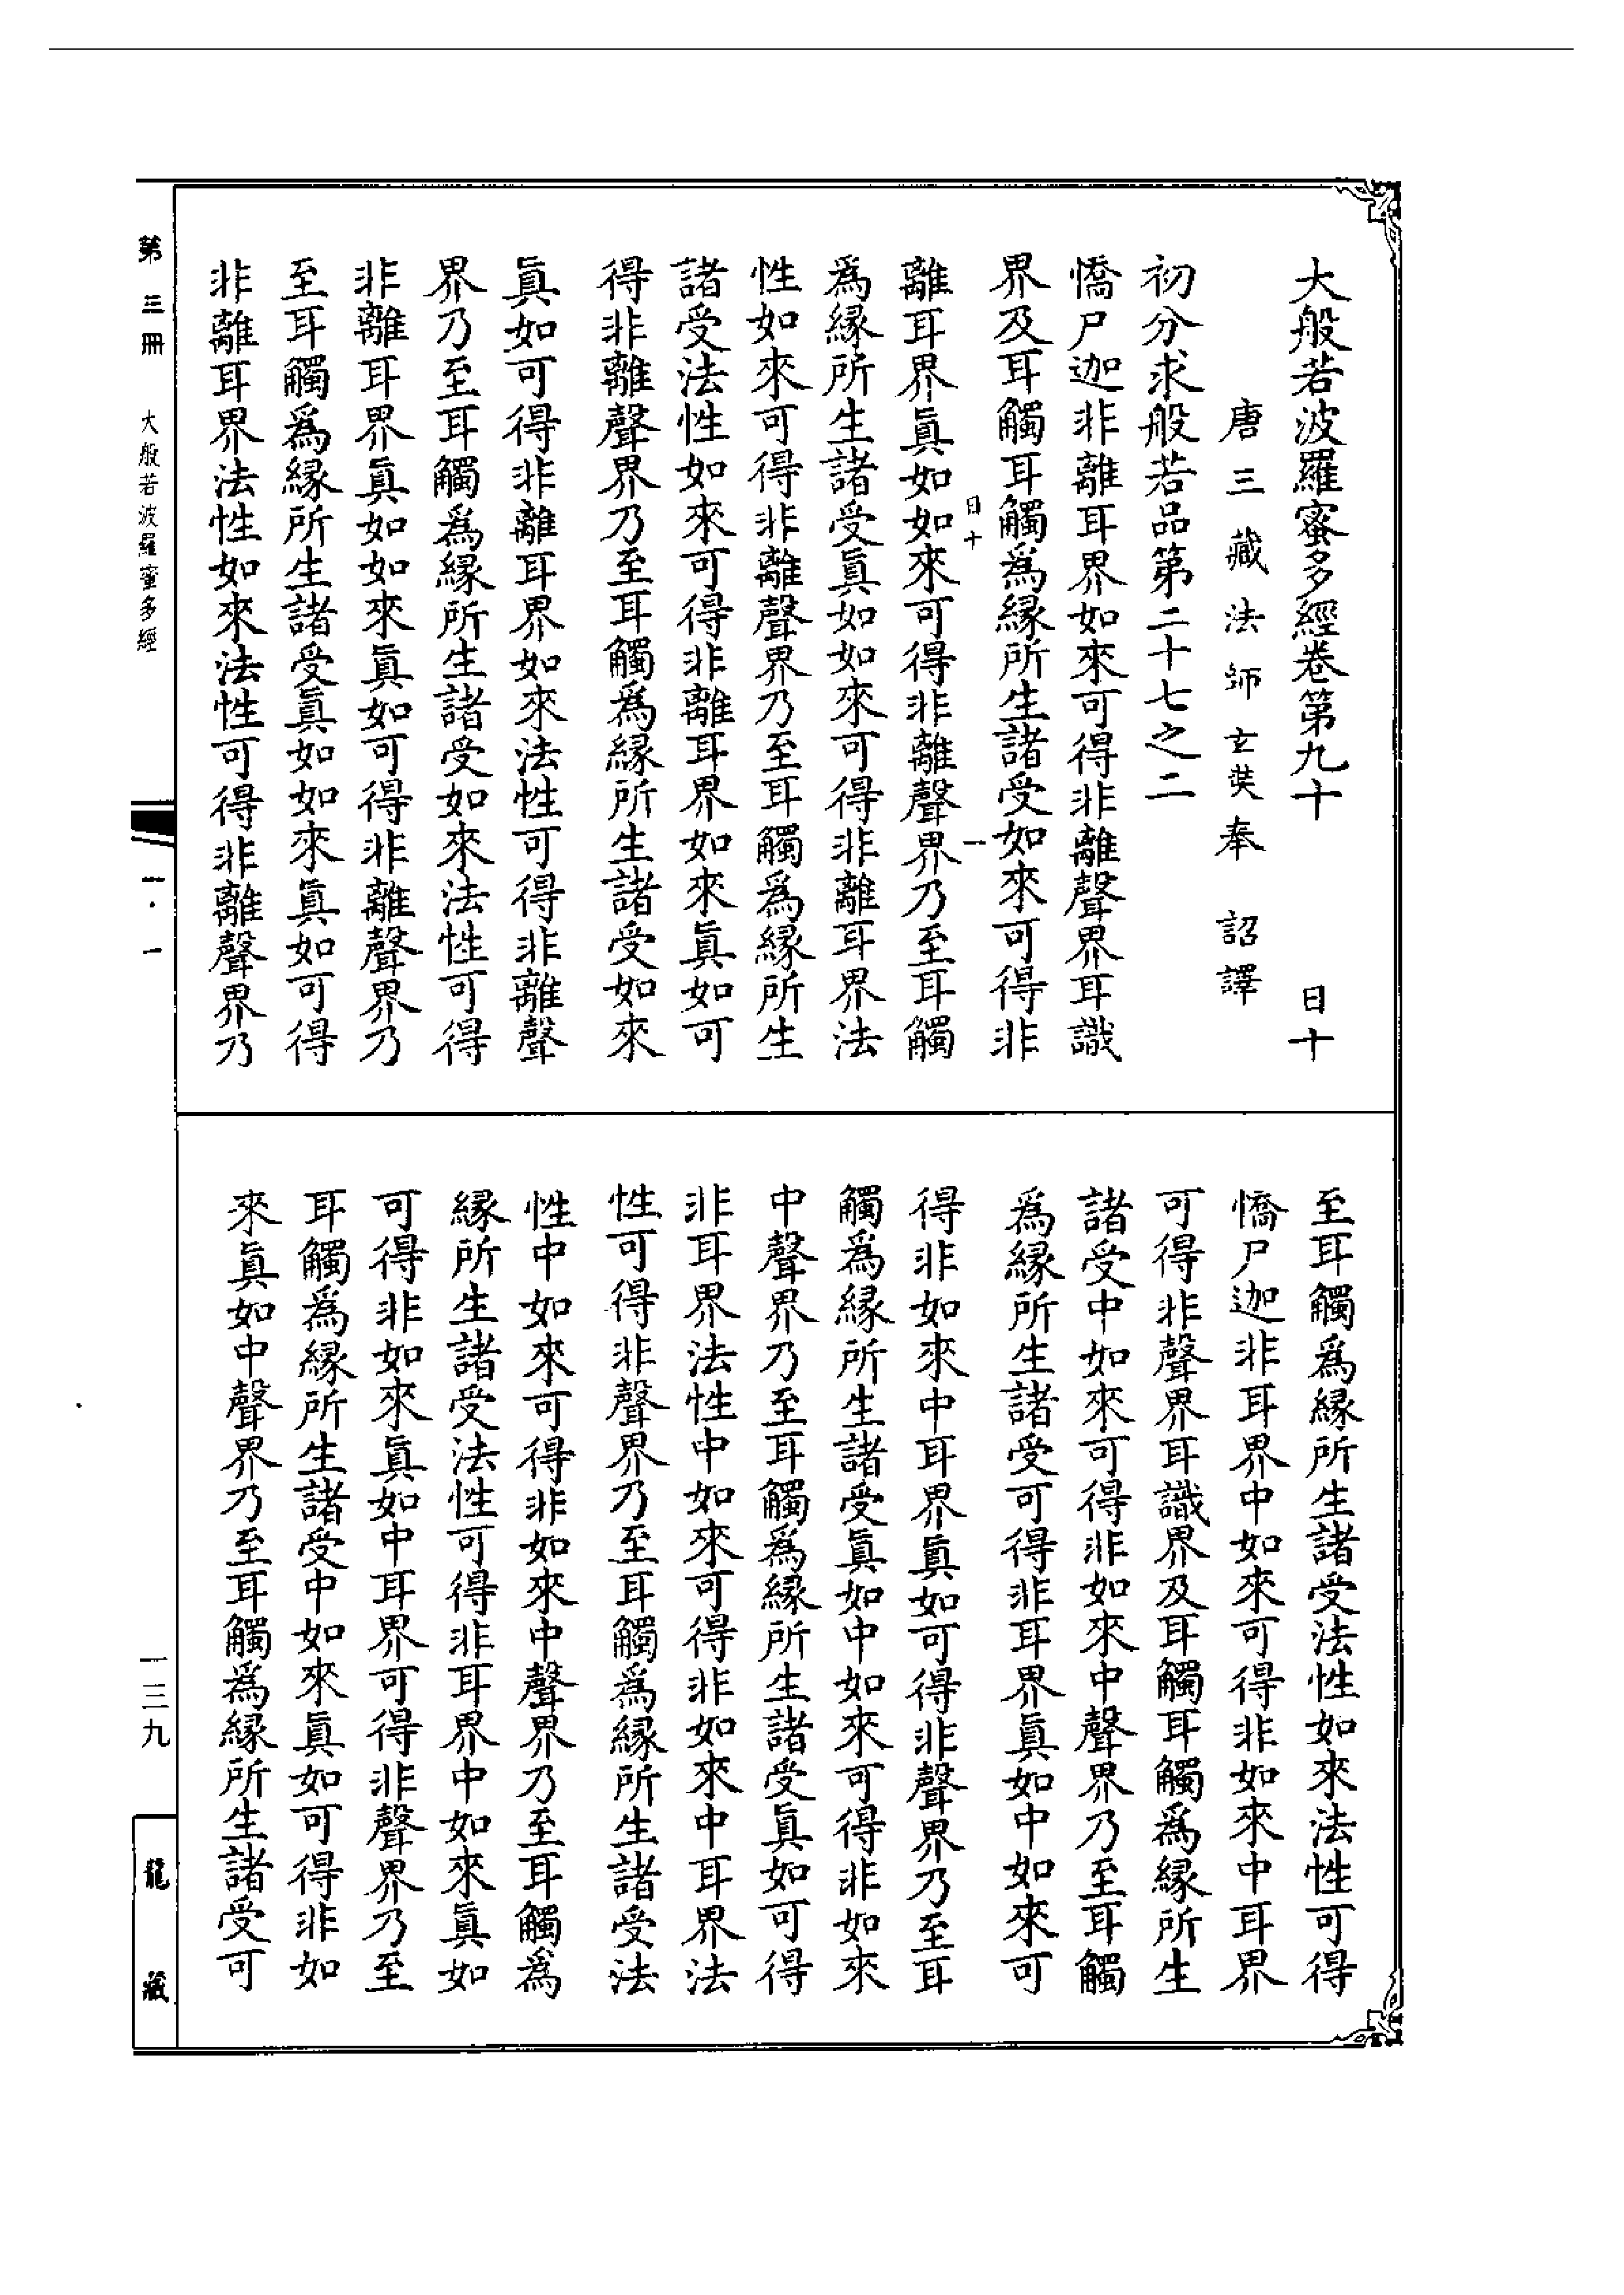 大般若波羅蜜多經卷第九十　日十
唐三藏法師玄奘奉　詔譯
初分求般若品第二十七之二
憍尸迦非離耳界如來可得非離聲界耳識
界及耳觸耳觸爲縁所生諸受如來可得非
日十　一
離耳界眞如如來可得非離聲界乃至耳觸
爲縁所生諸受眞如如來可得非離耳界法
性如來可得非離聲界乃至耳觸爲縁所生
諸受法性如來可得非離耳界如來眞如可
得非離聲界乃至耳觸爲縁所生諸受如來
眞如可得非離耳界如來法性可得非離聲
界乃至耳觸爲縁所生諸受如來法性可得
非離耳界眞如如來眞如可得非離聲界乃
至耳觸爲縁所生諸受眞如如來眞如可得
非離耳界法性如來法性可得非離聲界乃
至耳觸爲縁所生諸受法性如來法性可得
憍尸迦非耳界中如來可得非如來中耳界
可得非聲界耳識界及耳觸耳觸爲縁所生
諸受中如來可得非如來中聲界乃至耳觸
爲縁所生諸受可得非耳界眞如中如來可
得非如來中耳界眞如可得非聲界乃至耳
觸爲縁所生諸受眞如中如來可得非如來
中聲界乃至耳觸爲縁所生諸受眞如可得
非耳界法性中如來可得非如來中耳界法
性可得非聲界乃至耳觸爲縁所生諸受法
性中如來可得非如來中聲界乃至耳觸爲
縁所生諸受法性可得非耳界中如來眞如
可得非如來眞如中耳界可得非聲界乃至
耳觸爲縁所生諸受中如來眞如可得非如
來眞如中聲界乃至耳觸爲縁所生諸受可
第三冊　大般若波羅蜜多經　一・一　一三九　龍藏